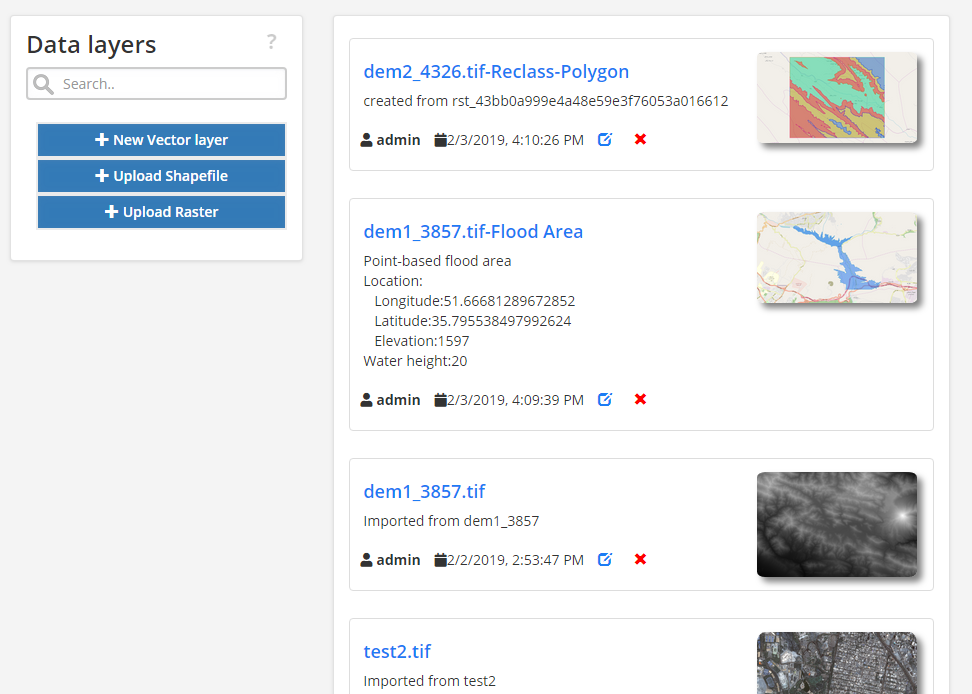 Data layers ?
Search..
New Vector layer
Upload Shapefile
Upload Raster
dem2_4326.tif-Reclass-Polygon
created from rst_43bb0a999e4a48e59e3f76053a016612
admin 2/3/2019, 4:10:26 PM
dem1_3857.tif-Flood Area
Point-based flood area
Location:
Longitude:51.66681289672852
Latitude:35.795538497992624
Elevation:1597
Water height:20
admin 2/3/2019, 4:09:39 PM
dem1_3857.tif
Imported from dem1_3857
admin 2/2/2019, 2:53:47 PM
test2.tif
Imported from test2